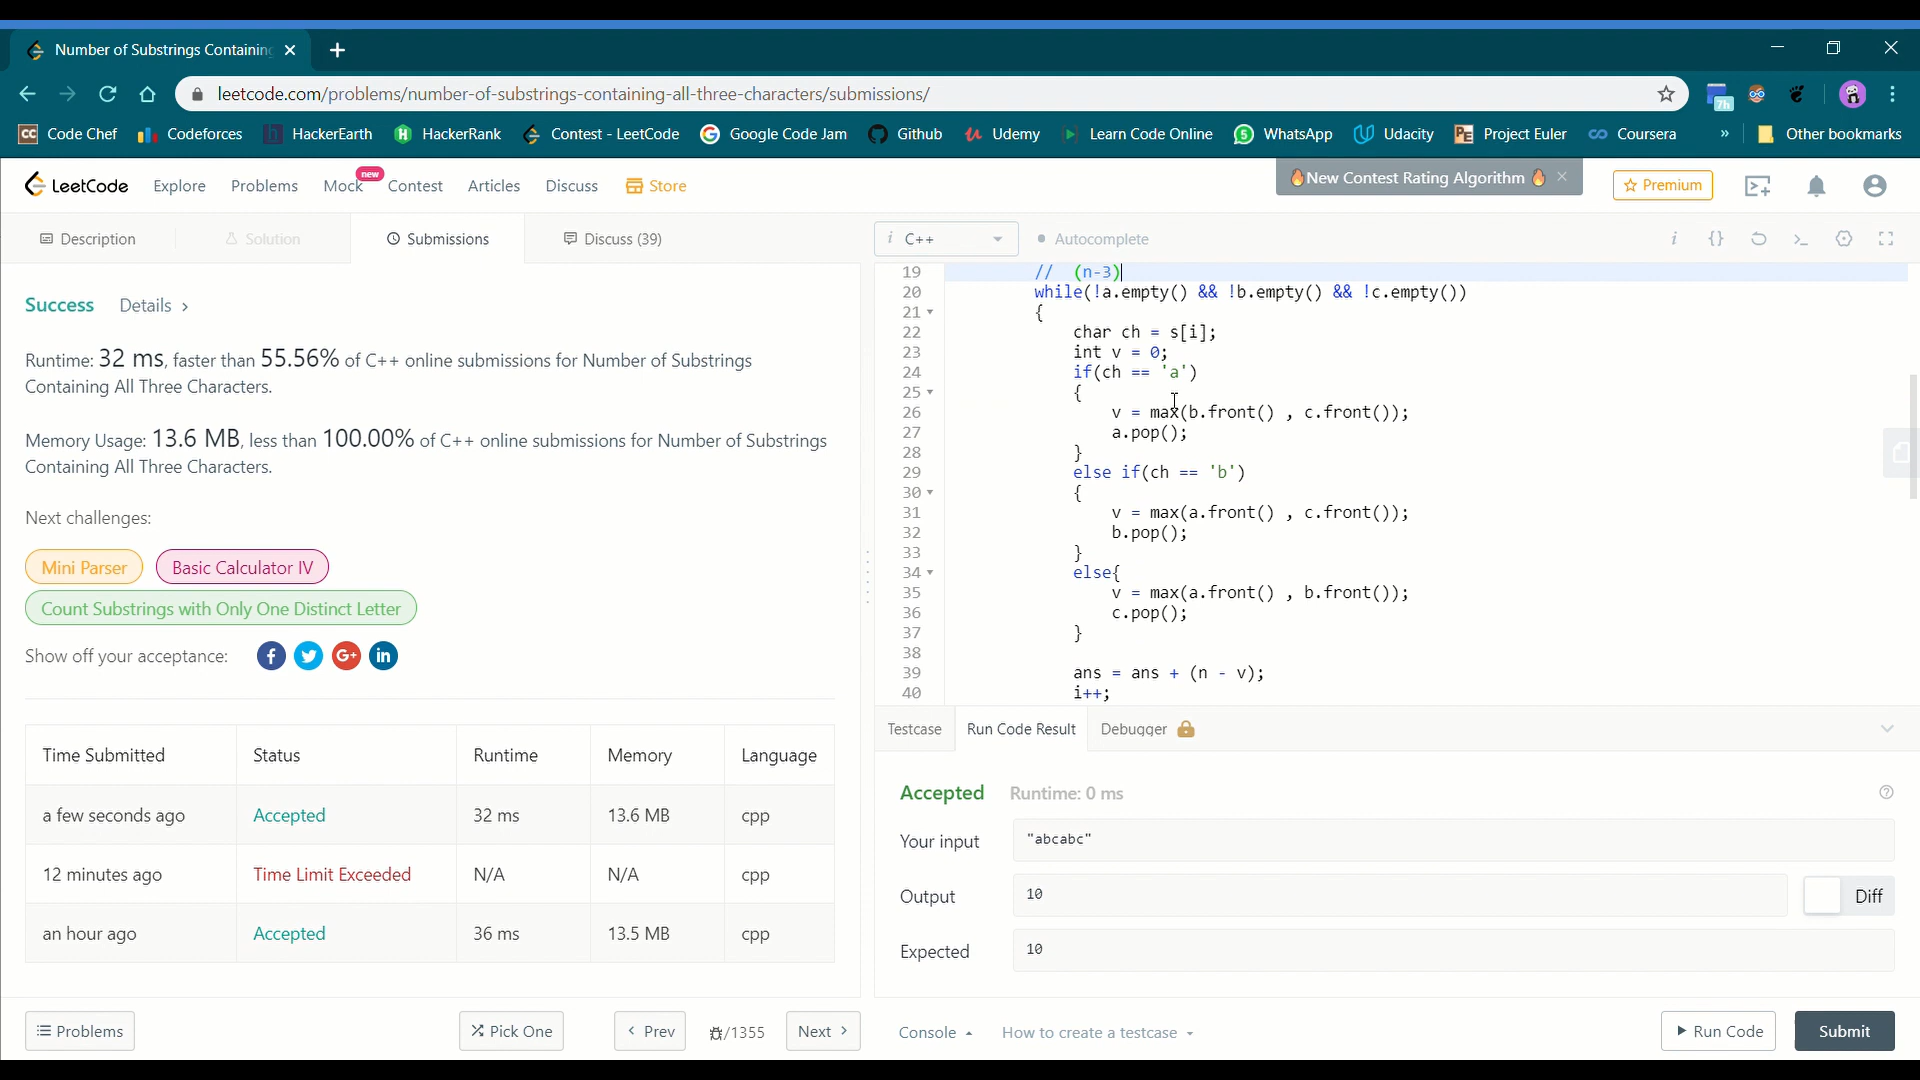 Number of Substrings Containing
leetcode.com/problems/number-of-substrings-containing-all-three-characters/submissions/
7h
CC Code Chef Codeforces HackerEarth HackerRank Contest - LeetCode Google Code Jam Github Udemy Learn Code Online WhatsApp Udacity PE Project Euler Coursera » Other bookmarks
LeetCode Explore Problems Mock new Contest Articles Discuss Store New Contest Rating Algorithm Premium
Description Solution Submissions Discuss (39)
i C++ Autocomplete i {}
Success Details >
Runtime: 32 ms, faster than 55.56% of C++ online submissions for Number of Substrings
Containing All Three Characters.
Memory Usage: 13.6 MB, less than 100.00% of C++ online submissions for Number of Substrings
Containing All Three Characters.
Next challenges:
Mini Parser Basic Calculator IV
Count Substrings with Only One Distinct Letter
Show off your acceptance: f G+ in
Time Submitted Status Runtime Memory Language
a few seconds ago Accepted 32 ms 13.6 MB cpp
12 minutes ago Time Limit Exceeded N/A N/A cpp
an hour ago Accepted 36 ms 13.5 MB cpp
Problems Pick One Prev /1355 Next
19 // (n-3)
20 while(!a.empty() && !b.empty() && !c.empty())
21 {
22 char ch = s[i];
23 int v = 0;
24 if(ch == 'a')
25 {
26 v = max(b.front() , c.front());
27 a.pop();
28 }
29 else if(ch == 'b')
30 {
31 v = max(a.front() , c.front());
32 b.pop();
33 }
34 else{
35 v = max(a.front() , b.front());
36 c.pop();
37 }
38
39 ans = ans + (n - v);
40 i++;
Testcase Run Code Result Debugger
Accepted Runtime: 0 ms
Your input "abcabc"
Output 10 Diff
Expected 10
Console How to create a testcase Run Code Submit